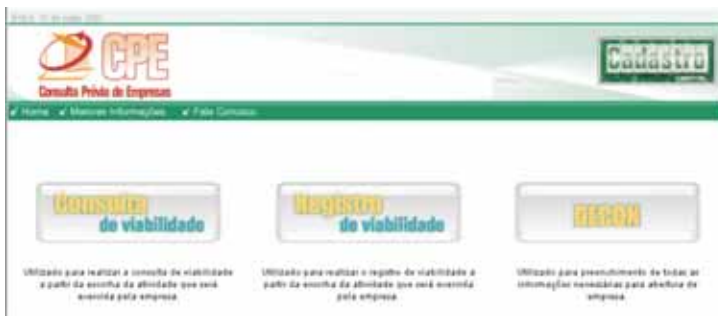 CPE
Cadastro
Consulta Prévia de Empresas
Home Maiores Informações Fale Conosco
Consulta de viabilidade
Registro de viabilidade
Utilizado para realizar a consulta de viabilidade
a partir da escolha da atividade que será
exercida pela empresa.
Utilizado para realizar o registro de viabilidade a
partir da escolha da atividade que será exercida
pela empresa.
Utilizado para preenchimento de todas as
informações necessárias para abertura de
empresa.